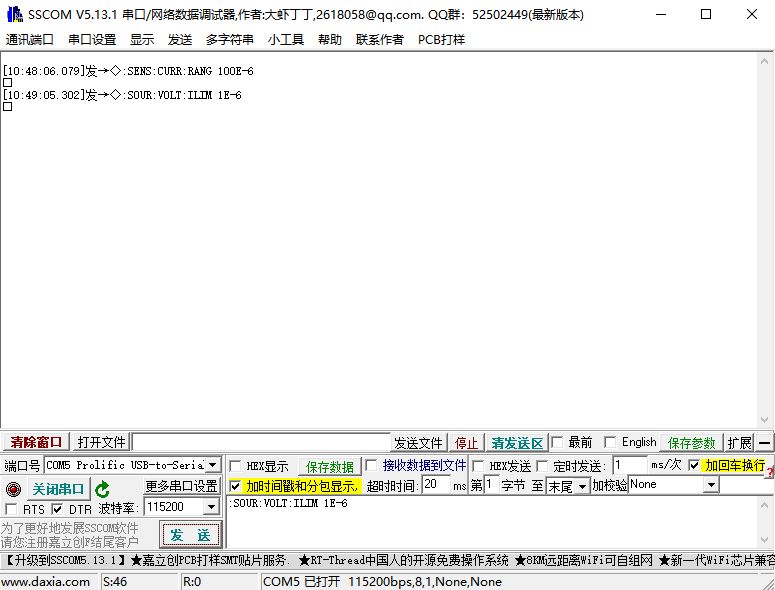 SSCOM V5.13.1 串口/网络数据调试器,作者:大虾丁丁,2618058@qq.com. QQ群：52502449(最新版本)
通讯端口 串口设置 显示 发送 多字符串 小工具 帮助 联系作者 PCB打样
[10:48:06.079]发→◇:SENS:CURR:RANG 100E-6
□
[10:49:05.302]发→◇:SOUR:VOLT:ILIM 1E-6
□
清除窗口 打开文件 发送文件 停止 清发送区 最前 English 保存参数 扩展 —
端口号 COM5 Prolific USB-to-Seria HEX显示 保存数据 接收数据到文件 HEX发送 定时发送: 1 ms/次 加回车换行 ?
关闭串口 更多串口设置 加时间戳和分包显示, 超时时间: 20 ms 第1 字节 至 末尾 加校验 None
RTS DTR 波特率: 115200 :SOUR:VOLT:ILIM 1E-6
为了更好地发展SSCOM软件
请您注册嘉立创F结尾客户
发 送
【升级到SSCOM5.13.1】★嘉立创PCB打样SMT贴片服务. ★RT-Thread中国人的开源免费操作系统 ★8KM远距离WiFi可自组网 ★新一代WiFi芯片兼容
www.daxia.com S:46 R:0 COM5 已打开 115200bps,8,1,None,None